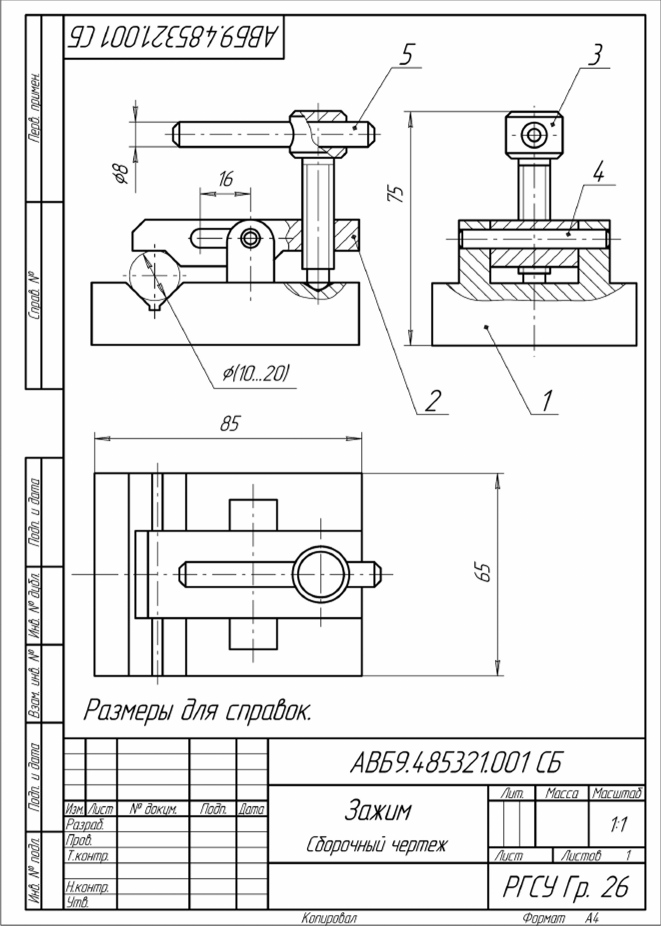 АВБ9.485321.001 СБ
Перв. примен.
Справ. №
5
3
⌀8
16
75
4
⌀(10...20)
2
1
85
65
Подп. и дата
Инв. № дубл.
Взам. инв. №
Подп. и дата
Инв. № подл.
Размеры для справок.
АВБ9.485321.001 СБ
Лит. Масса Масштаб
Зажим
Сборочный чертеж
1:1
Изм. Лист № докум. Подп. Дата
Разраб.
Пров.
Т.контр.
Лист Листов 1
Н.контр.
Утв.
РГСУ Гр. 26
Копировал Формат А4